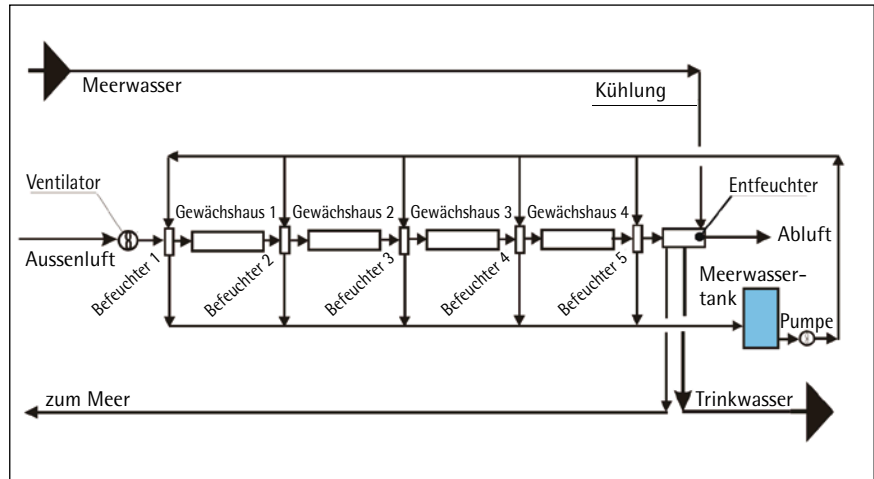 Meerwasser
Kühlung
Ventilator
Entfeuchter
Gewächshaus 1
Gewächshaus 2
Gewächshaus 3
Gewächshaus 4
Aussenluft
Abluft
Befeuchter 1
Befeuchter 2
Befeuchter 3
Befeuchter 4
Befeuchter 5
Meerwasser-
tank
Pumpe
zum Meer
Trinkwasser